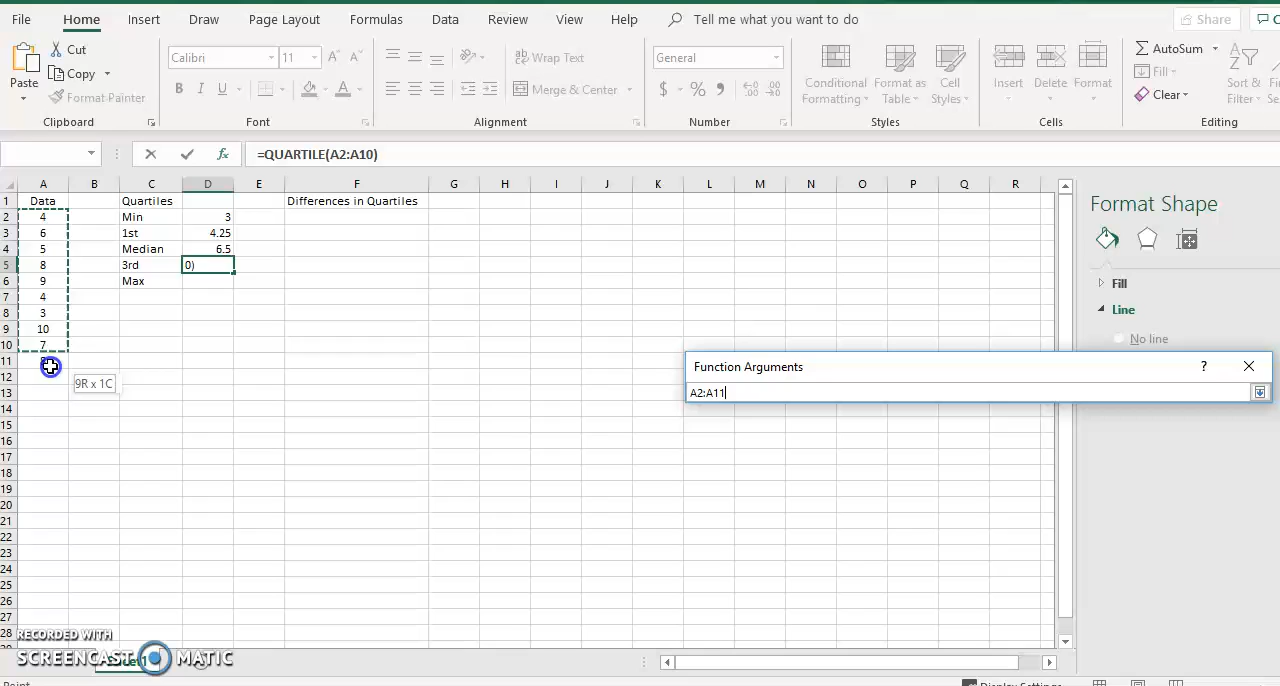 File Home Insert Draw Page Layout Formulas Data Review View Help Tell me what you want to do Share
Cut
Copy
Format Painter
Paste
Clipboard
Calibri 11
B I U
Font
Wrap Text
Merge & Center
Alignment
General
$ % ,
Number
Conditional Formatting
Format as Table
Cell Styles
Styles
Insert Delete Format
Cells
AutoSum
Fill
Clear
Sort &
Filter
Editing
=QUARTILE(A2:A10)
A B C D E F G H I J K L M N O P Q R
1 Data Quartiles Differences in Quartiles
2 4 Min 3
3 6 1st 4.25
4 5 Median 6.5
5 8 3rd 0)
6 9 Max
7 4
8 3
9 10
10 7
11
12
13
14
15
16
17
18
19
20
21
22
23
24
25
26
27
28
9R x 1C
Format Shape
Fill
Line
No line
Function Arguments ?
A2:A11
RECORDED WITH
SCREENCAST MATIC
Display Settings